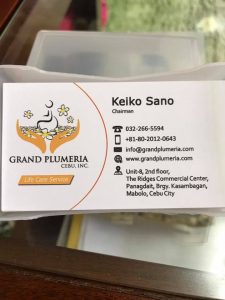 Keiko Sano
Chairman
032-266-5594
+81-80-2012-0643
info@grandplumeria.com
www.grandplumeria.com
Unit-8, 2nd floor,
The Ridges Commercial Center,
Panagdait, Brgy. Kasambagan,
Mabolo, Cebu City
GRAND PLUMERIA
CEBU, INC.
Life Care Service